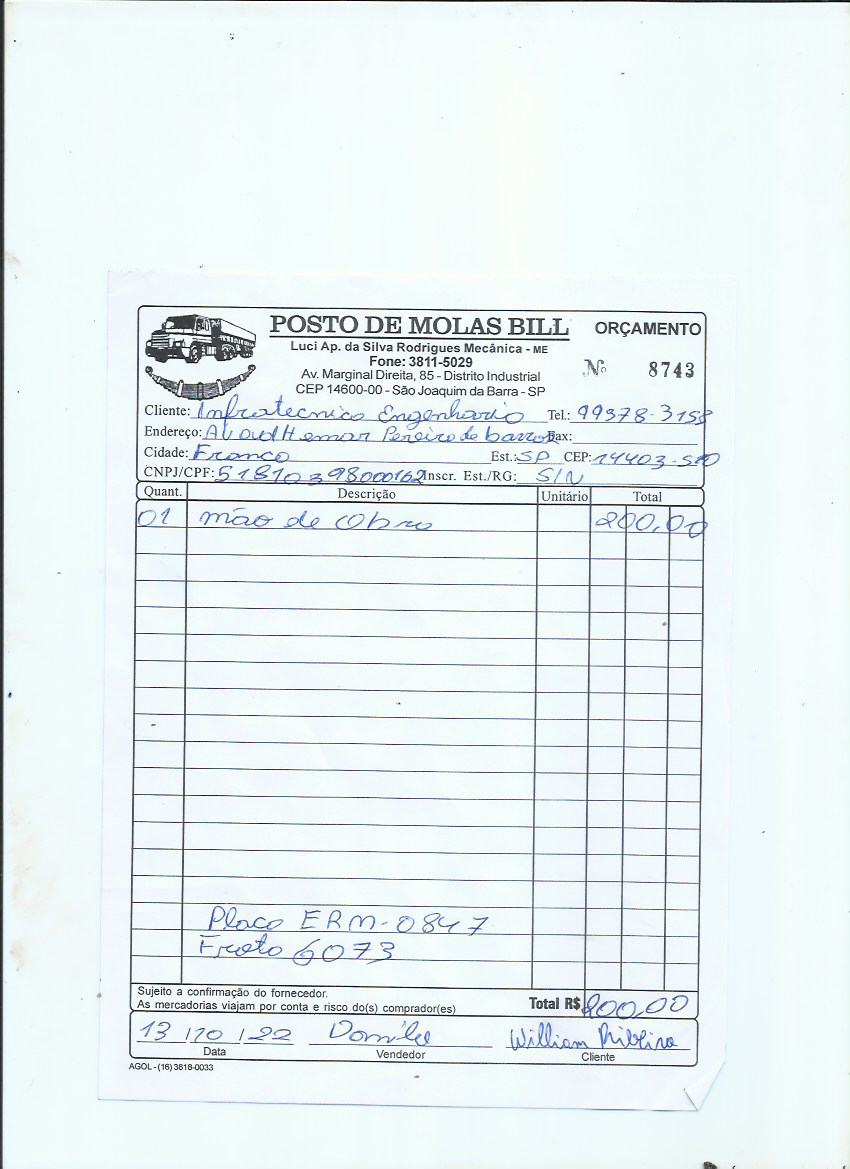 POSTO DE MOLAS BILL
ORÇAMENTO
Luci Ap. da Silva Rodrigues Mecânica - ME
Fone: 3811-5029
Nº 8743
Av. Marginal Direita, 85 - Distrito Industrial
CEP 14600-00 - São Joaquim da Barra - SP
Cliente: Infratecnica Engenharia Tel.: 99378-3158
Endereço: Hemar Pereira de barros Fax:
Cidade: Franca Est.: SP CEP: 14403-510
CNPJ/CPF: 51810398000162 Inscr. Est./RG: S/N
Quant. Descrição Unitário Total
01 mão de Obra 200,00
Placa ERM-0847
Frota 6073
Sujeito a confirmação do fornecedor.
As mercadorias viajam por conta e risco do(s) comprador(es) Total R$ 200,00
13 / 10 / 22 William Ribeiro
Data Vendedor Cliente
AGOL - (16) 3818-0033